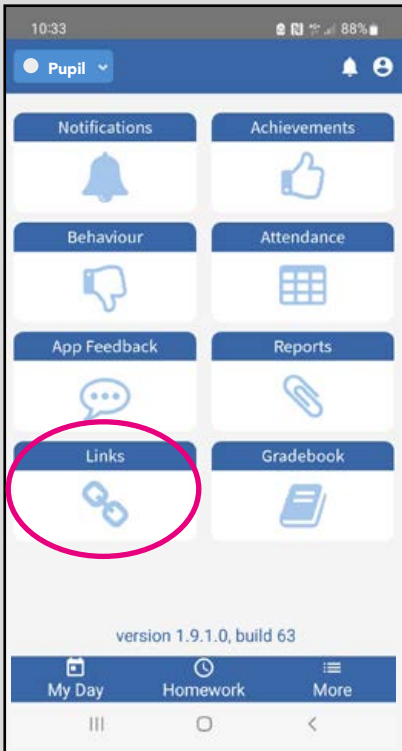 10:33 88%
Pupil
Notifications Achievements
Behaviour Attendance
App Feedback Reports
Links Gradebook
version 1.9.1.0, build 63
My Day Homework More